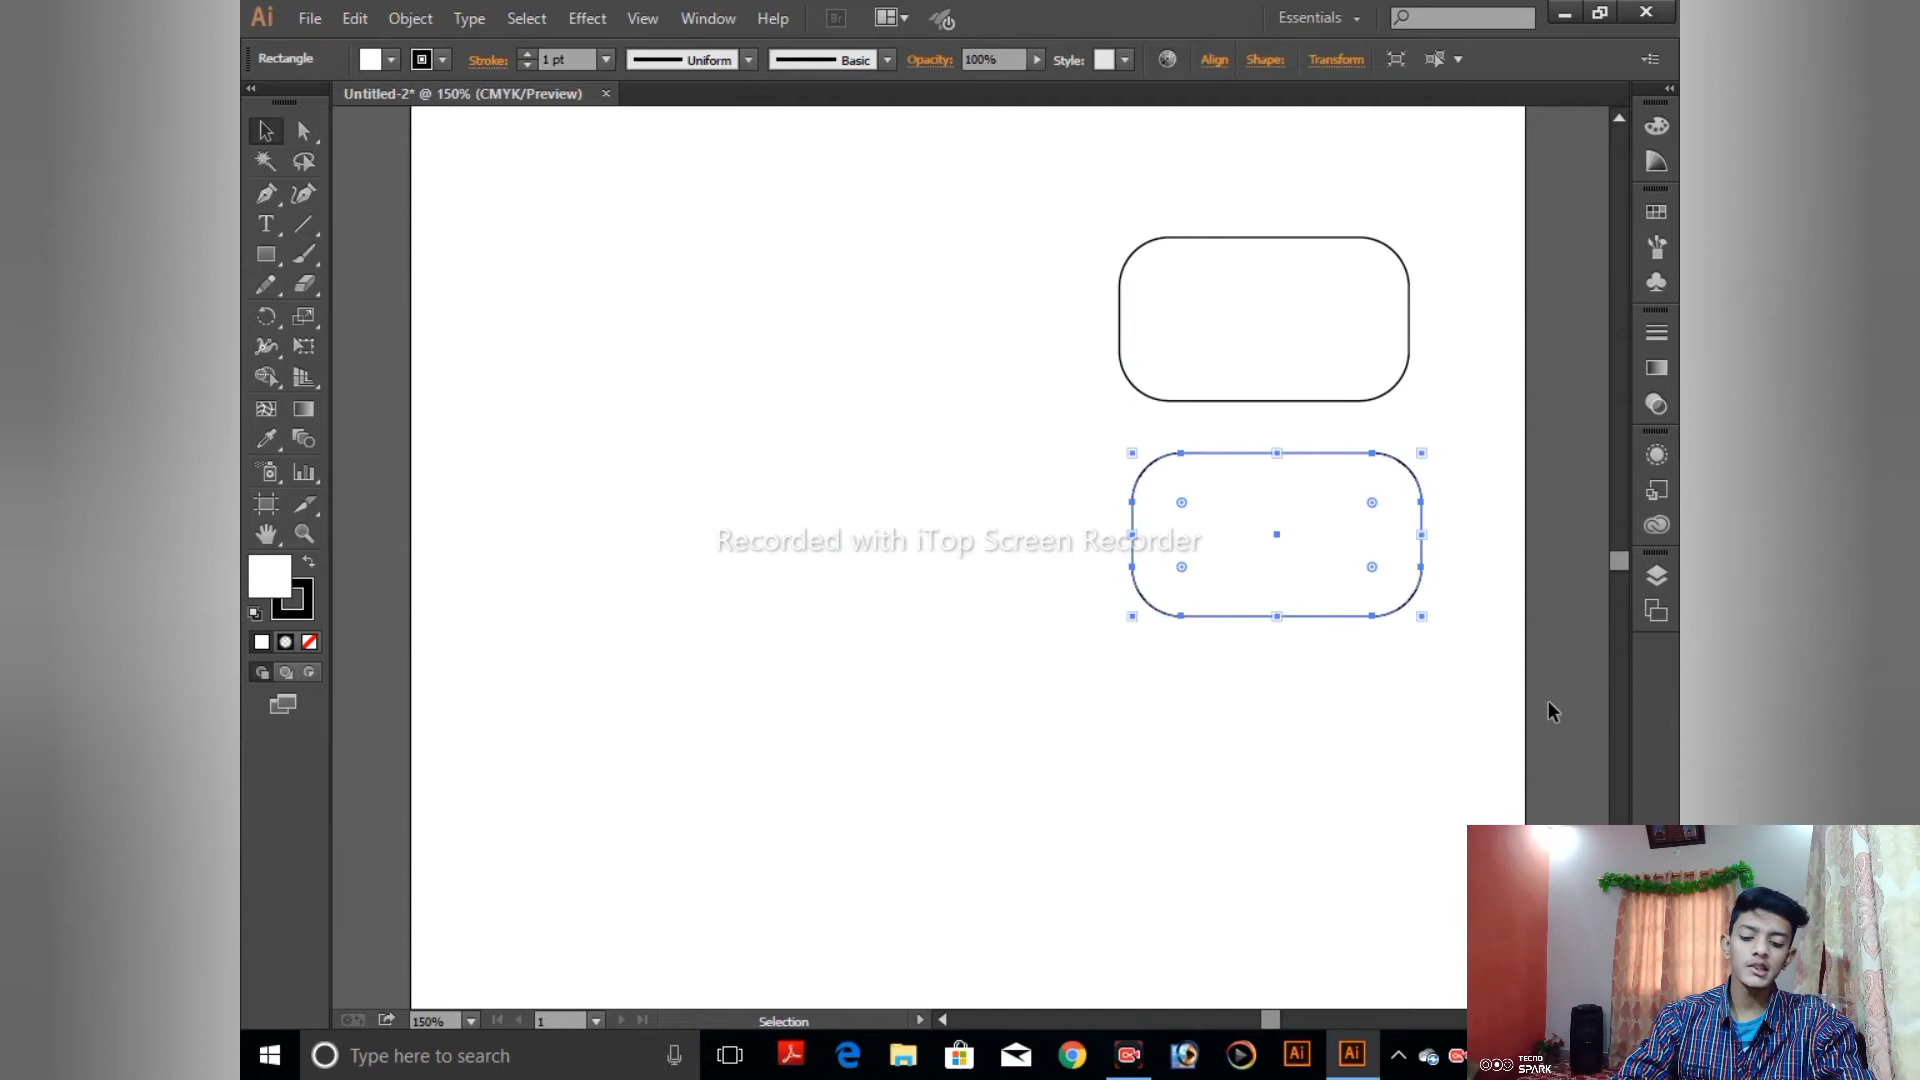 Ai File Edit Object Type Select Effect View Window Help Br Essentials
Rectangle Stroke: 1 pt Uniform Basic Opacity: 100% Style: Align Shape: Transform
Untitled-2* @ 150% (CMYK/Preview) ×
T
Recorded with iTop Screen Recorder
150% 1 Selection
Type here to search Ai Ai
TECNO
SPARK